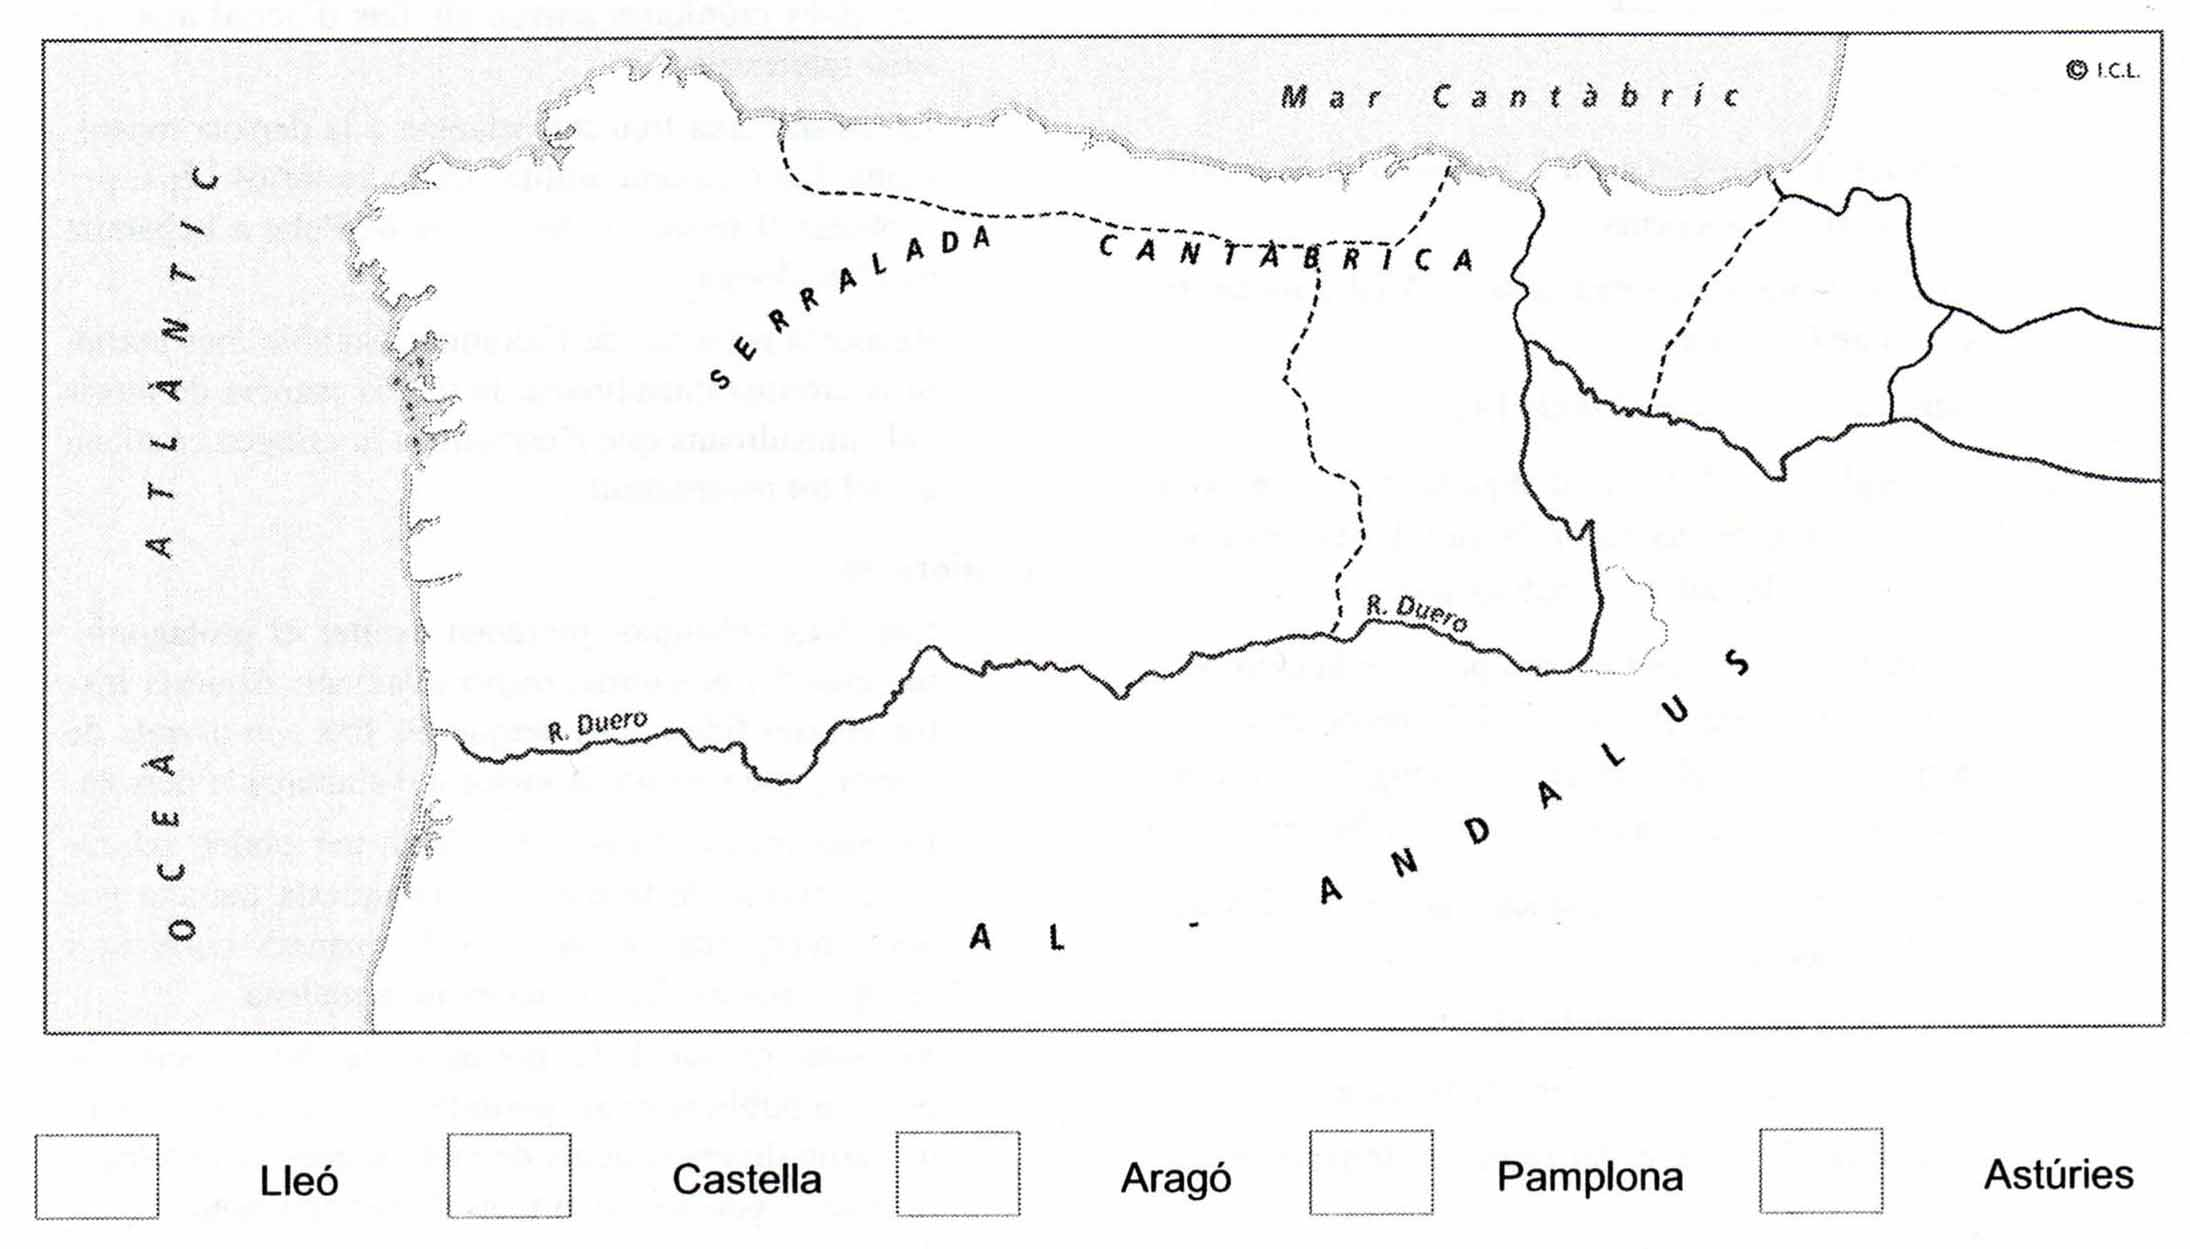 © I.C.L.
Mar Cantàbric
OCEÀ ATLÀNTIC
SERRALADA CANTÀBRICA
R. Duero
R. Duero
AL-ANDALUS
Lleó Castella Aragó Pamplona Astúries